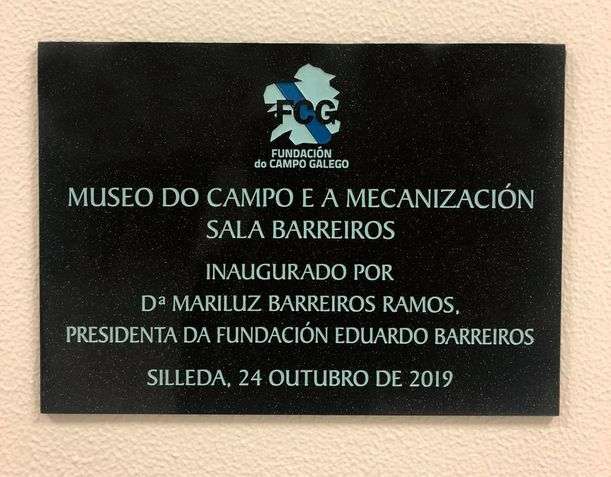 FCG
FUNDACIÓN
do CAMPO GALEGO
MUSEO DO CAMPO E A MECANIZACIÓN
SALA BARREIROS
INAUGURADO POR
Dª MARILUZ BARREIROS RAMOS,
PRESIDENTA DA FUNDACIÓN EDUARDO BARREIROS
SILLEDA, 24 OUTUBRO DE 2019